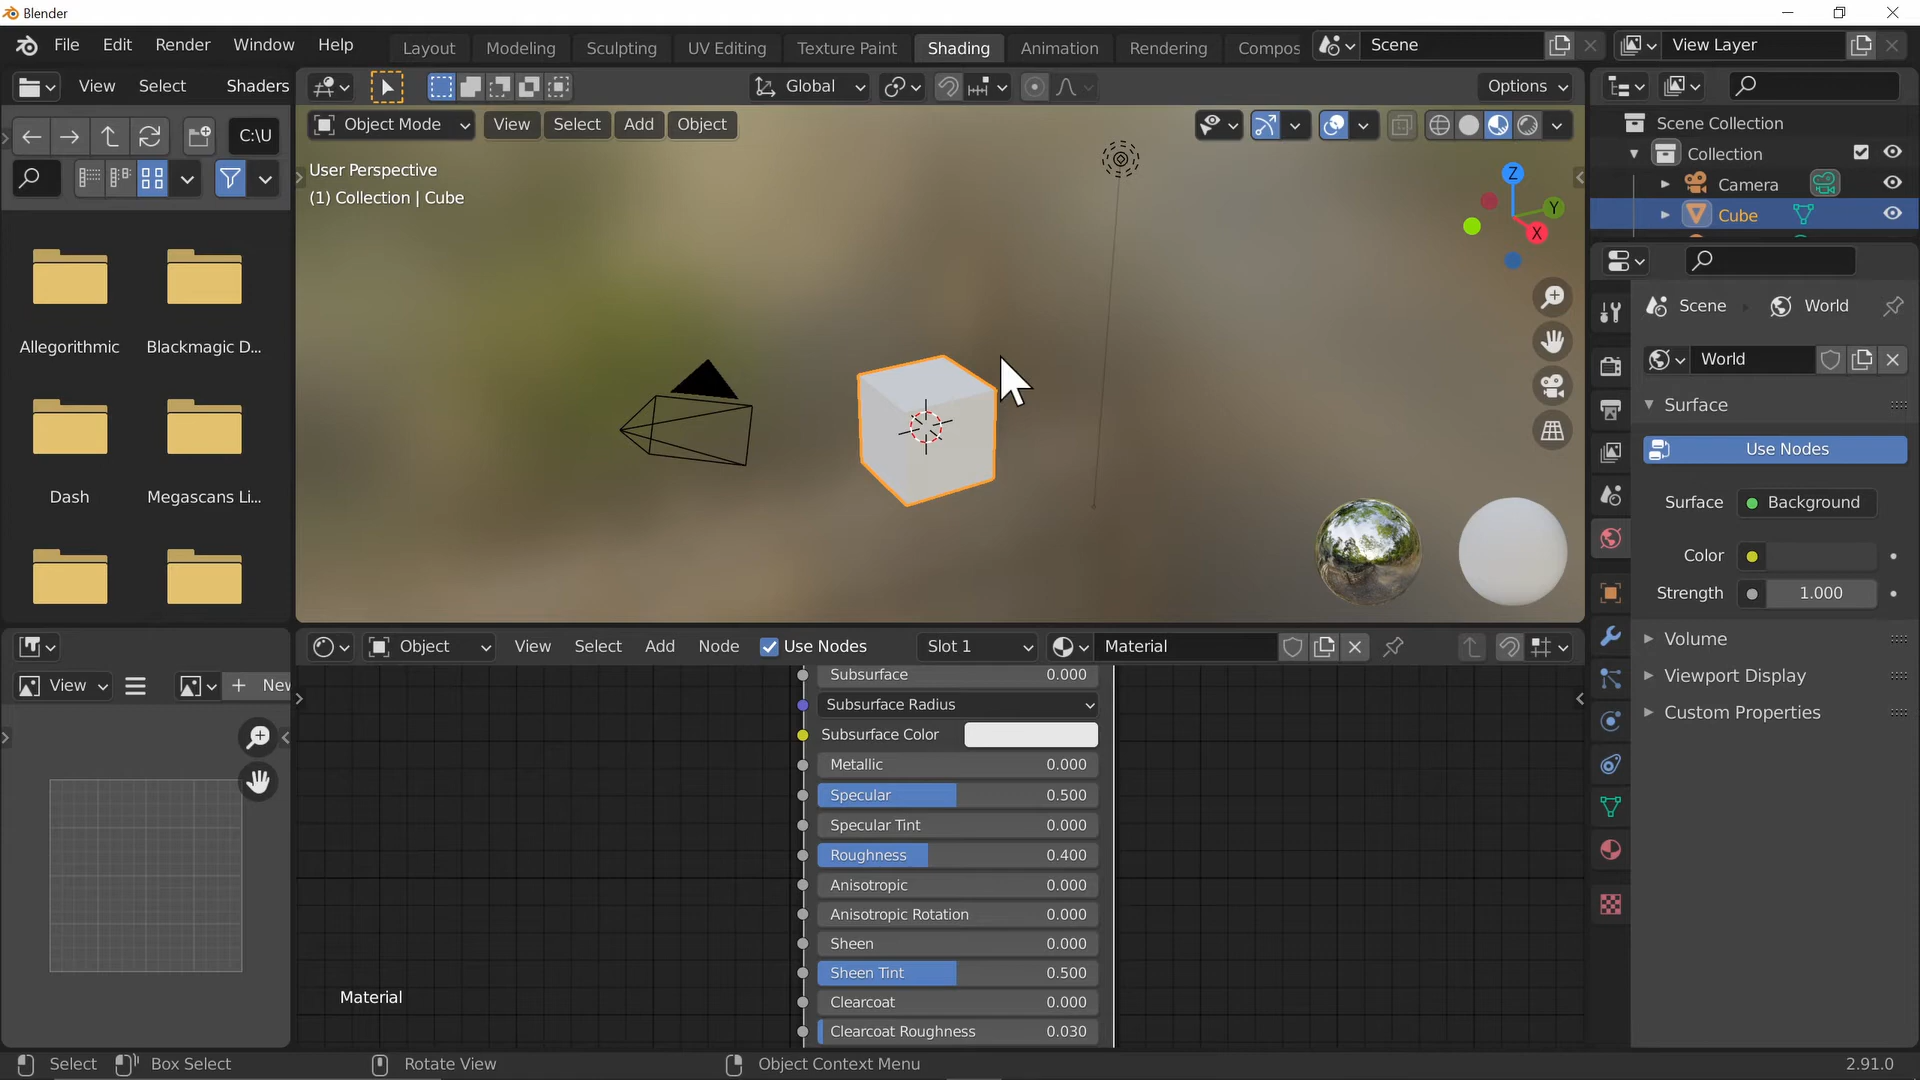 Blender
File Edit Render Window Help Layout Modeling Sculpting UV Editing Texture Paint Shading Animation Rendering Compos Scene View Layer
View Select Shaders Global Options
C:\U
Object Mode View Select Add Object
User Perspective
(1) Collection | Cube
Z
Y
X
Scene Collection
Collection
Camera
Cube
Scene World
World
Surface
Use Nodes
Surface Background
Color
Strength 1.000
Volume
Viewport Display
Custom Properties
Allegorithmic Blackmagic D...
Dash Megascans Li...
Object View Select Add Node Use Nodes Slot 1 Material
View New
Subsurface 0.000
Subsurface Radius
Subsurface Color
Metallic 0.000
Specular 0.500
Specular Tint 0.000
Roughness 0.400
Anisotropic 0.000
Anisotropic Rotation 0.000
Sheen 0.000
Sheen Tint 0.500
Clearcoat 0.000
Clearcoat Roughness 0.030
Material
Select Box Select Rotate View Object Context Menu 2.91.0